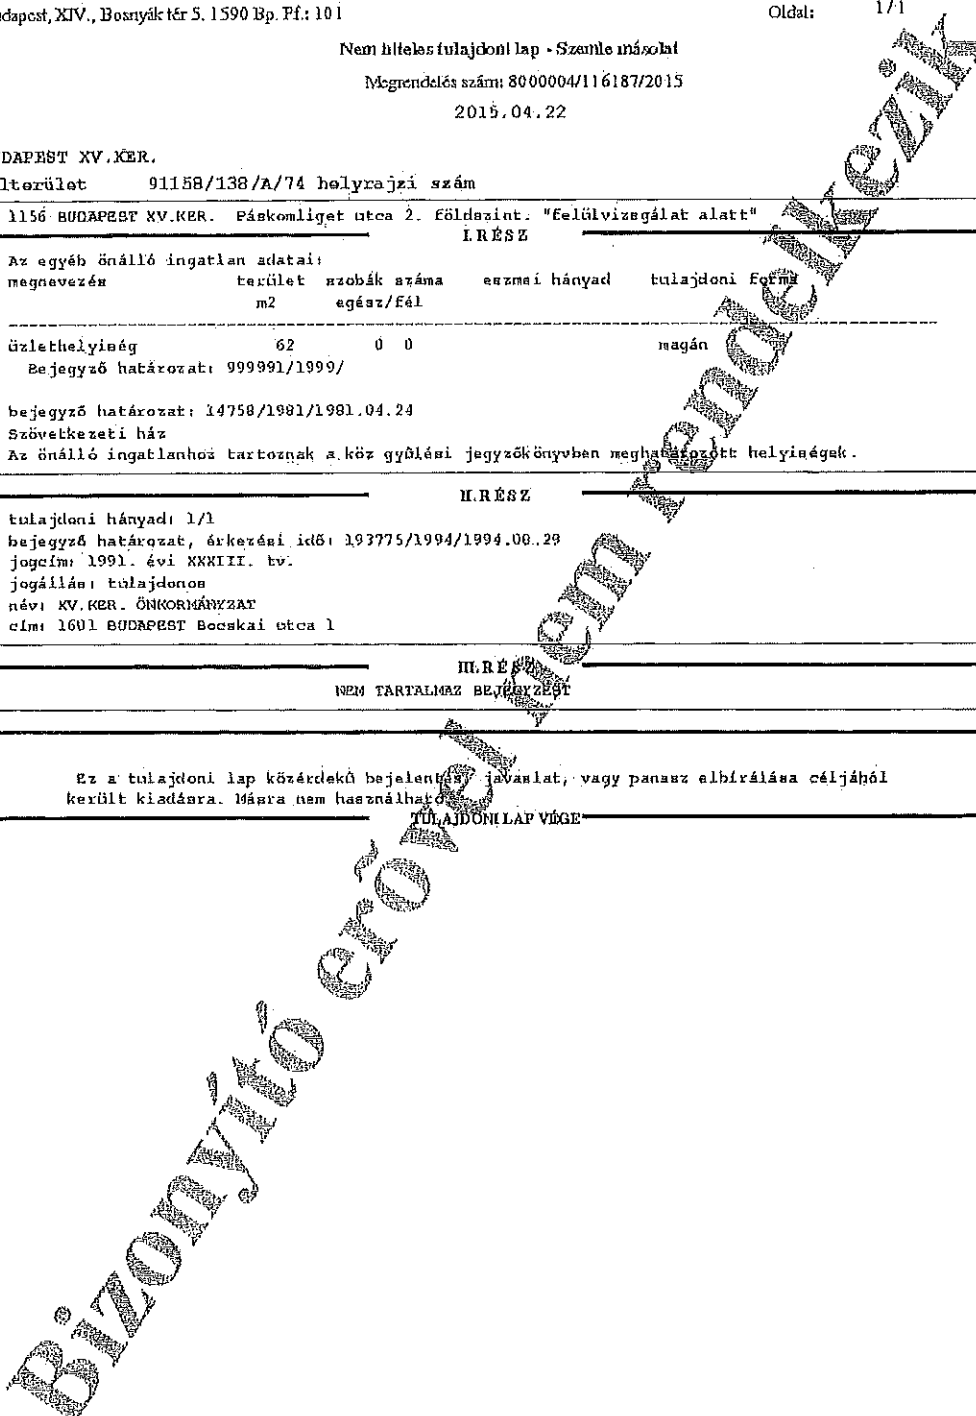 dapest, XIV., Bosnyák tér 5. 1590 Bp. Pf.: 101
Oldal: 1/1
Nem hiteles tulajdoni lap - Szemle másolat
Megrendelés szám: 8000004/116187/2015
2015.04.22
DAPEST XV.KER.
lterület 91158/138/A/74 helyrajzi szám
1156 BUDAPEST XV.KER. Páskomliget utca 2. földszint. "felülvizsgálat alatt"
I.RÉSZ
Az egyéb önálló ingatlan adatai:
megnevezés terület szobák száma eszmei hányad tulajdoni forma
m2 egész/fél
üzlethelyiség 62 0 0 magán
Bejegyző határozat: 999991/1999/
bejegyző határozat: 14758/1981/1981.04.24
Szövetkezeti ház
Az önálló ingatlanhoz tartoznak a köz gyűlési jegyzőkönyvben meghatározott helyiségek.
II.RÉSZ
tulajdoni hányad: 1/1
bejegyző határozat, érkezési idő: 193775/1994/1994.08.29
jogcím: 1991. évi XXXIII. tv.
jogállás: tulajdonos
név: XV.KER. ÖNKORMÁNYZAT
cím: 1601 BUDAPEST Bocskai utca 1
III.RÉSZ
NEM TARTALMAZ BEJEGYZÉST
Ez a tulajdoni lap közérdekű bejelentés, javaslat, vagy panasz elbírálása céljából
került kiadásra. Másra nem használható.
TULAJDONI LAP VÉGE
Bizonyító erővel nem rendelkezik